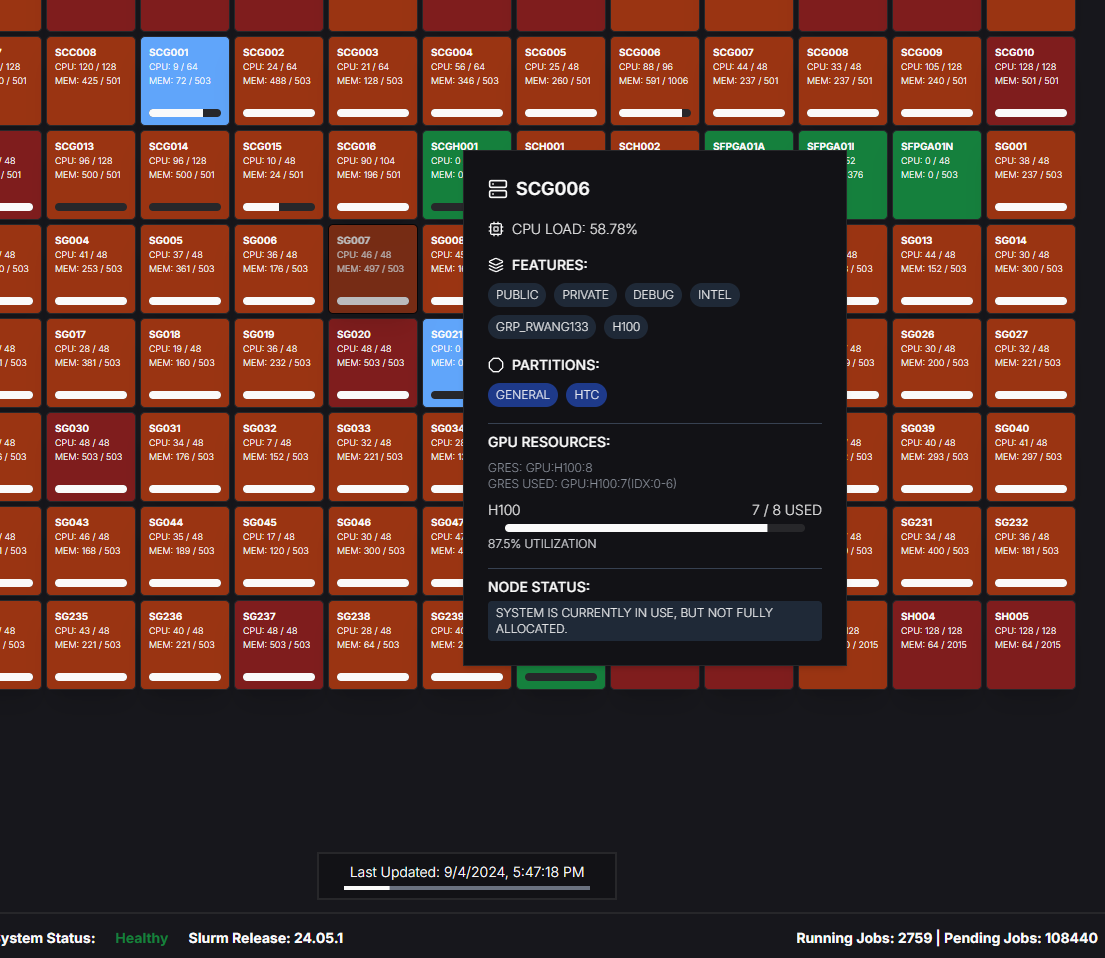 SCC008 SCG001 SCG002 SCG003 SCG004 SCG005 SCG006 SCG007 SCG008 SCG009 SCG010
/ 128 CPU: 120 / 128 CPU: 9 / 64 CPU: 24 / 64 CPU: 21 / 64 CPU: 56 / 64 CPU: 25 / 48 CPU: 88 / 96 CPU: 44 / 48 CPU: 33 / 48 CPU: 105 / 128 CPU: 128 / 128
/ 501 MEM: 425 / 501 MEM: 72 / 503 MEM: 488 / 503 MEM: 128 / 503 MEM: 346 / 503 MEM: 260 / 501 MEM: 591 / 1006 MEM: 237 / 501 MEM: 237 / 501 MEM: 240 / 501 MEM: 501 / 501
SCG013 SCG014 SCG015 SCG016 SCGH001 SCH001 SCH002 SFPGA01A SFPGA01I SFPGA01N SG001
/ 48 CPU: 96 / 128 CPU: 96 / 128 CPU: 10 / 48 CPU: 90 / 104 CPU: 0 52 CPU: 0 / 48 CPU: 38 / 48
/ 501 MEM: 500 / 501 MEM: 500 / 501 MEM: 24 / 501 MEM: 196 / 501 MEM: 0 376 MEM: 0 / 503 MEM: 237 / 503
SG004 SG005 SG006 SG007 SG008 SG013 SG014
/ 48 CPU: 41 / 48 CPU: 37 / 48 CPU: 36 / 48 CPU: 46 / 48 CPU: 45 CPU: 44 / 48 CPU: 30 / 48
0 / 503 MEM: 253 / 503 MEM: 361 / 503 MEM: 176 / 503 MEM: 497 / 503 MEM: / 503 MEM: 152 / 503 MEM: 300 / 503
SG017 SG018 SG019 SG020 SG021 SG026 SG027
/ 48 CPU: 28 / 48 CPU: 19 / 48 CPU: 36 / 48 CPU: 48 / 48 CPU: 0 CPU: 30 / 48 CPU: 32 / 48
/ 503 MEM: 381 / 503 MEM: 160 / 503 MEM: 232 / 503 MEM: 503 / 503 MEM: 0 / 503 MEM: 200 / 503 MEM: 221 / 503
SG030 SG031 SG032 SG033 SG034 SG039 SG040
/ 48 CPU: 48 / 48 CPU: 34 / 48 CPU: 7 / 48 CPU: 32 / 48 CPU: 28 CPU: 40 / 48 CPU: 41 / 48
/ 503 MEM: 503 / 503 MEM: 176 / 503 MEM: 152 / 503 MEM: 221 / 503 MEM: / 503 MEM: 293 / 503 MEM: 297 / 503
SG043 SG044 SG045 SG046 SG047 SG231 SG232
/ 48 CPU: 46 / 48 CPU: 35 / 48 CPU: 17 / 48 CPU: 30 / 48 CPU: 47 CPU: 34 / 48 CPU: 36 / 48
/ 503 MEM: 168 / 503 MEM: 189 / 503 MEM: 120 / 503 MEM: 300 / 503 MEM: / 503 MEM: 400 / 503 MEM: 181 / 503
SG235 SG236 SG237 SG238 SG239 SH004 SH005
/ 48 CPU: 43 / 48 CPU: 40 / 48 CPU: 48 / 48 CPU: 28 / 48 CPU: 40 128 / 128 CPU: 128 / 128 CPU: 128 / 128
/ 503 MEM: 221 / 503 MEM: 221 / 503 MEM: 503 / 503 MEM: 64 / 503 MEM: / 2015 MEM: 64 / 2015 MEM: 64 / 2015
SCG006
CPU LOAD: 58.78%
FEATURES:
PUBLIC PRIVATE DEBUG INTEL
GRP_RWANG133 H100
PARTITIONS:
GENERAL HTC
GPU RESOURCES:
GRES: GPU:H100:8
GRES USED: GPU:H100:7(IDX:0-6)
H100 7 / 8 USED
87.5% UTILIZATION
NODE STATUS:
SYSTEM IS CURRENTLY IN USE, BUT NOT FULLY
ALLOCATED.
Last Updated: 9/4/2024, 5:47:18 PM
ystem Status: Healthy Slurm Release: 24.05.1 Running Jobs: 2759 | Pending Jobs: 108440